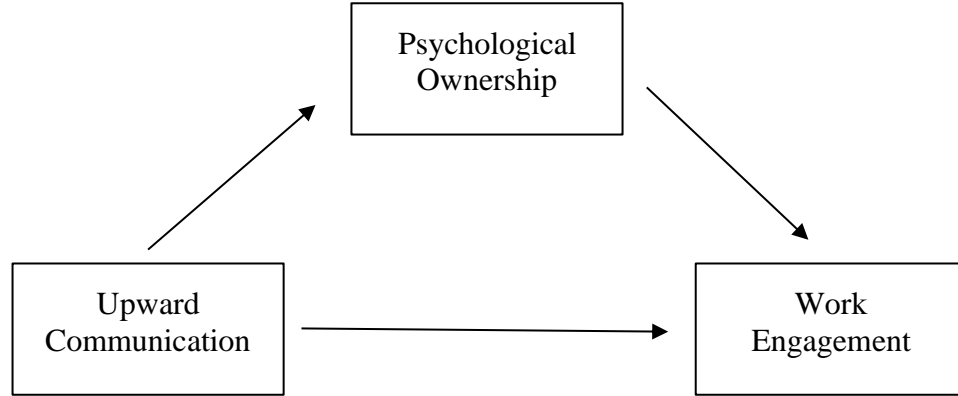 Psychological
Ownership
Upward
Communication
Work
Engagement